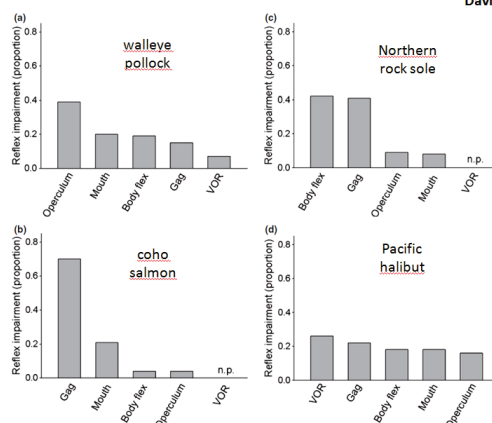 Davi
(a)
walleye
pollock
Reflex impairment (proportion)
0.8
0.6
0.4
0.2
0.0
Operculum
Mouth
Body flex
Gag
VOR
(c)
Northern
rock sole
Reflex impairment (proportion)
0.8
0.6
0.4
0.2
0.0
n.p.
Body flex
Gag
Operculum
Mouth
VOR
(b)
coho
salmon
Reflex impairment (proportion)
0.8
0.6
0.4
0.2
0.0
n.p.
Gag
Mouth
Body flex
Operculum
VOR
(d)
Pacific
halibut
Reflex impairment (proportion)
0.8
0.6
0.4
0.2
0.0
VOR
Gag
Body flex
Mouth
Operculum